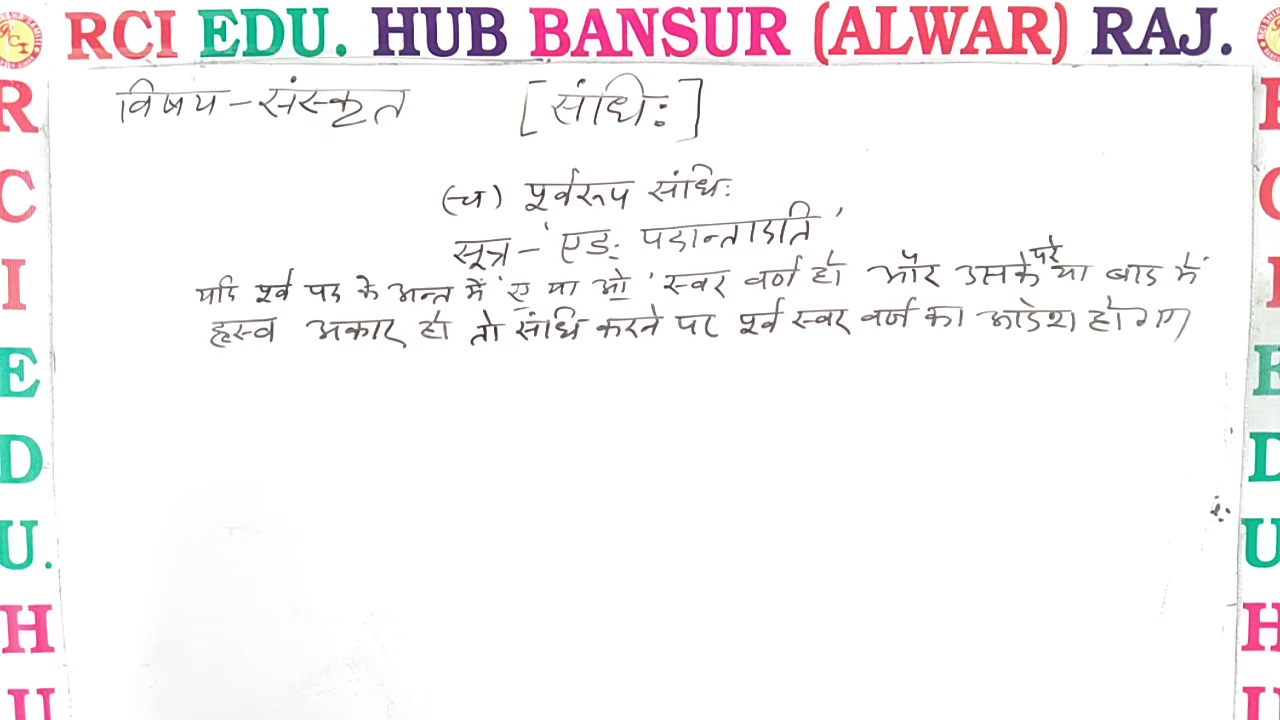 RCI EDU. HUB BANSUR (ALWAR) RAJ.
विषय - संस्कृत [संधिः]
(च) पूर्वरूप संधिः
सूत्र - 'एङः पदान्तादति'
यदि पूर्व पद के अन्त में 'ए या ओ' स्वर वर्ण हो और उसके परे या बाद में
ह्रस्व अकार हो तो संधि करने पर पूर्व स्वर वर्ण का आदेश हो
R
C
I
E
D
U.
H
U
R
C
I
E
D
U
H
U